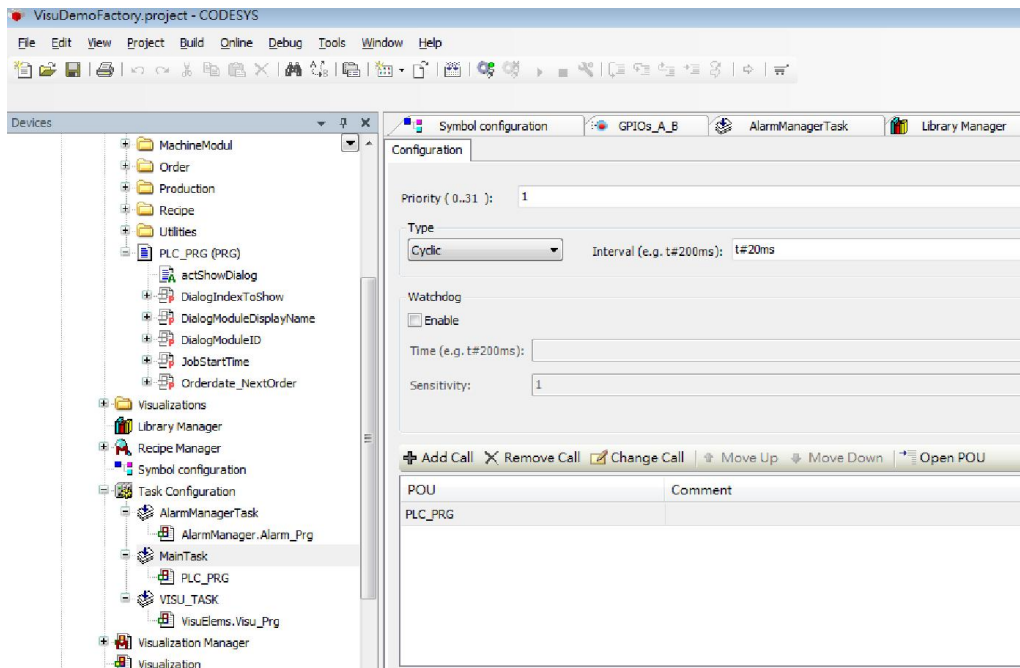 VisuDemoFactory.project - CODESYS
File Edit View Project Build Online Debug Tools Window Help
Devices
MachineModul
Order
Production
Recipe
Utilities
PLC_PRG (PRG)
actShowDialog
DialogIndexToShow
DialogModuleDisplayName
DialogModuleID
JobStartTime
Orderdate_NextOrder
Visualizations
Library Manager
Recipe Manager
Symbol configuration
Task Configuration
AlarmManagerTask
AlarmManager.Alarm_Prg
MainTask
PLC_PRG
VISU_TASK
VisuElems.Visu_Prg
Visualization Manager
Visualization
Symbol configuration GPIOs_A_B AlarmManagerTask Library Manager
Configuration
Priority ( 0..31 ): 1
Type
Cyclic Interval (e.g. t#200ms): t#20ms
Watchdog
Enable
Time (e.g. t#200ms):
Sensitivity: 1
Add Call Remove Call Change Call Move Up Move Down Open POU
POU Comment
PLC_PRG